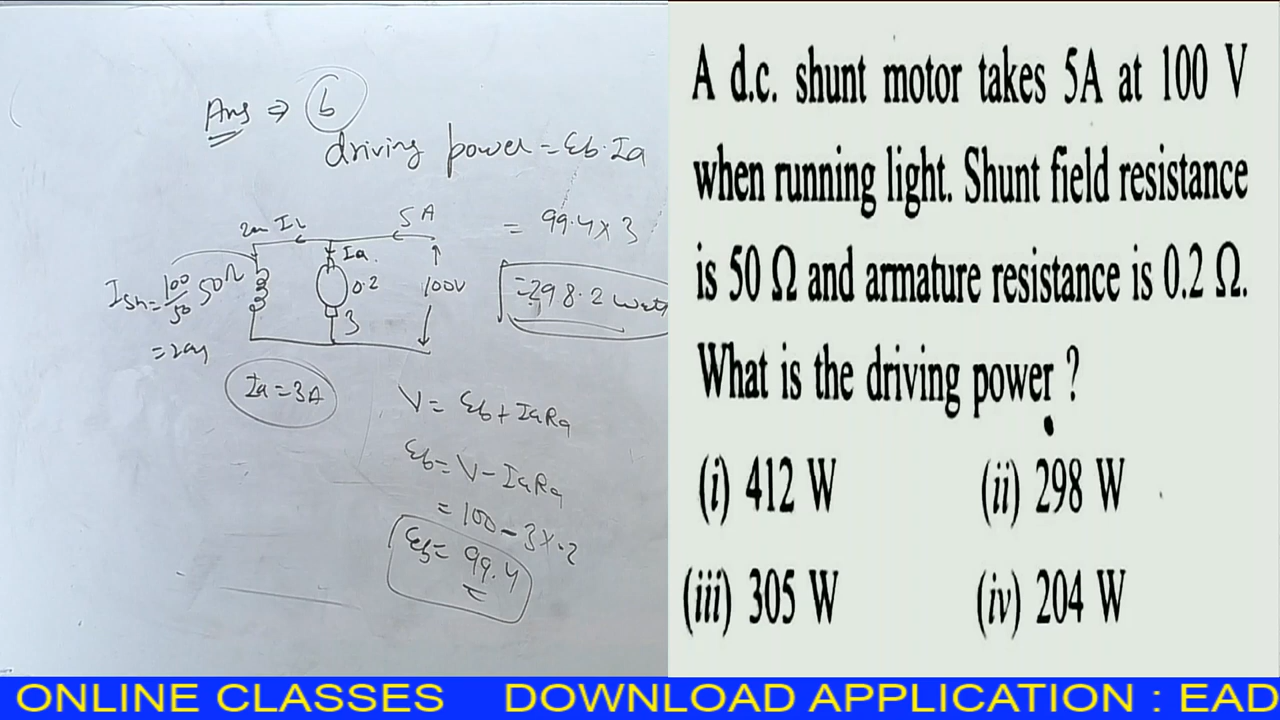 Ans ⇒ b
driving power = Eb·Ia
= 99.4×3
= 298.2 watt
2A IL
5A
Ia
Ish = 100/50
50Ω
0.2
100V
3
= 2A
Ia = 3A
V = Eb + IaRa
Eb = V - IaRa
= 100 - 3×.2
Eb = 99.4
A d.c. shunt motor takes 5A at 100 V
when running light. Shunt field resistance
is 50 Ω and armature resistance is 0.2 Ω.
What is the driving power ?
(i) 412 W (ii) 298 W
(iii) 305 W (iv) 204 W
ONLINE CLASSES DOWNLOAD APPLICATION : EAD